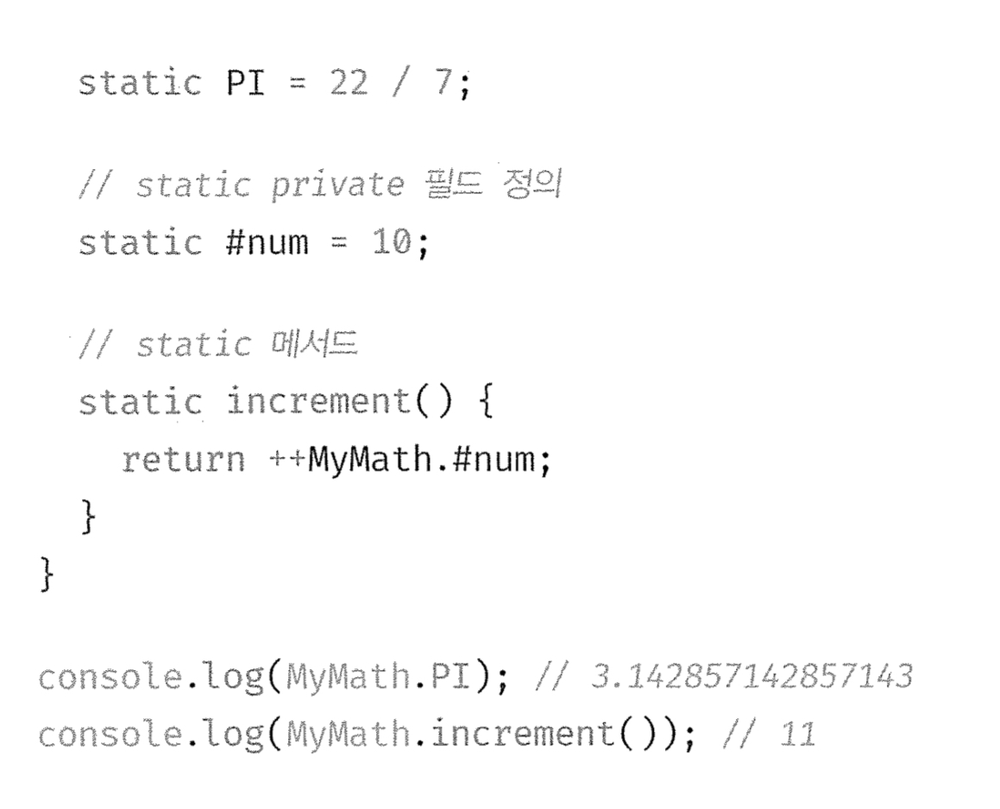 static PI = 22 / 7;
// static private 필드 정의
static #num = 10;
// static 메서드
static increment() {
return ++MyMath.#num;
}
}
console.log(MyMath.PI); // 3.142857142857143
console.log(MyMath.increment()); // 11